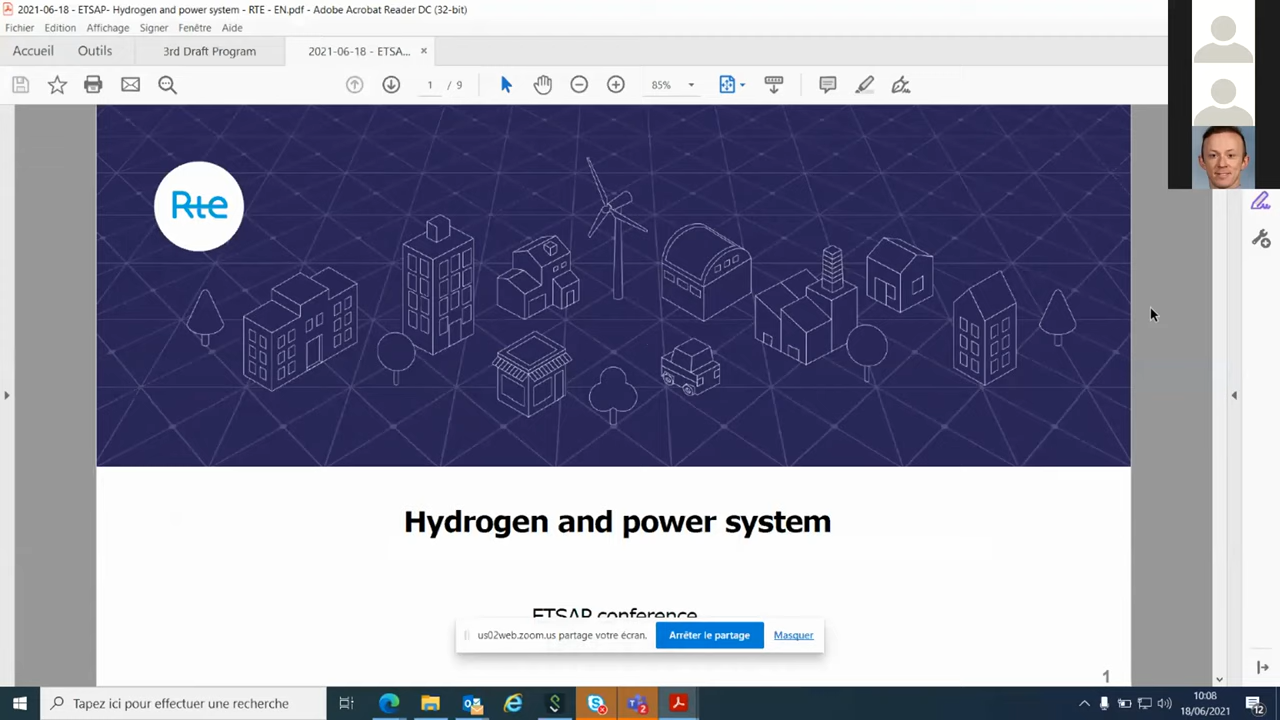 2021-06-18 - ETSAP- Hydrogen and power system - RTE - EN.pdf - Adobe Acrobat Reader DC (32-bit)
Fichier Edition Affichage Signer Fenêtre Aide
Accueil Outils 3rd Draft Program 2021-06-18 - ETSA... ×
1 / 9 85%
Rte
Hydrogen and power system
ETSAP conference
us02web.zoom.us partage votre écran. Arrêter le partage Masquer
1
Tapez ici pour effectuer une recherche
2
10:08
18/06/2021
12